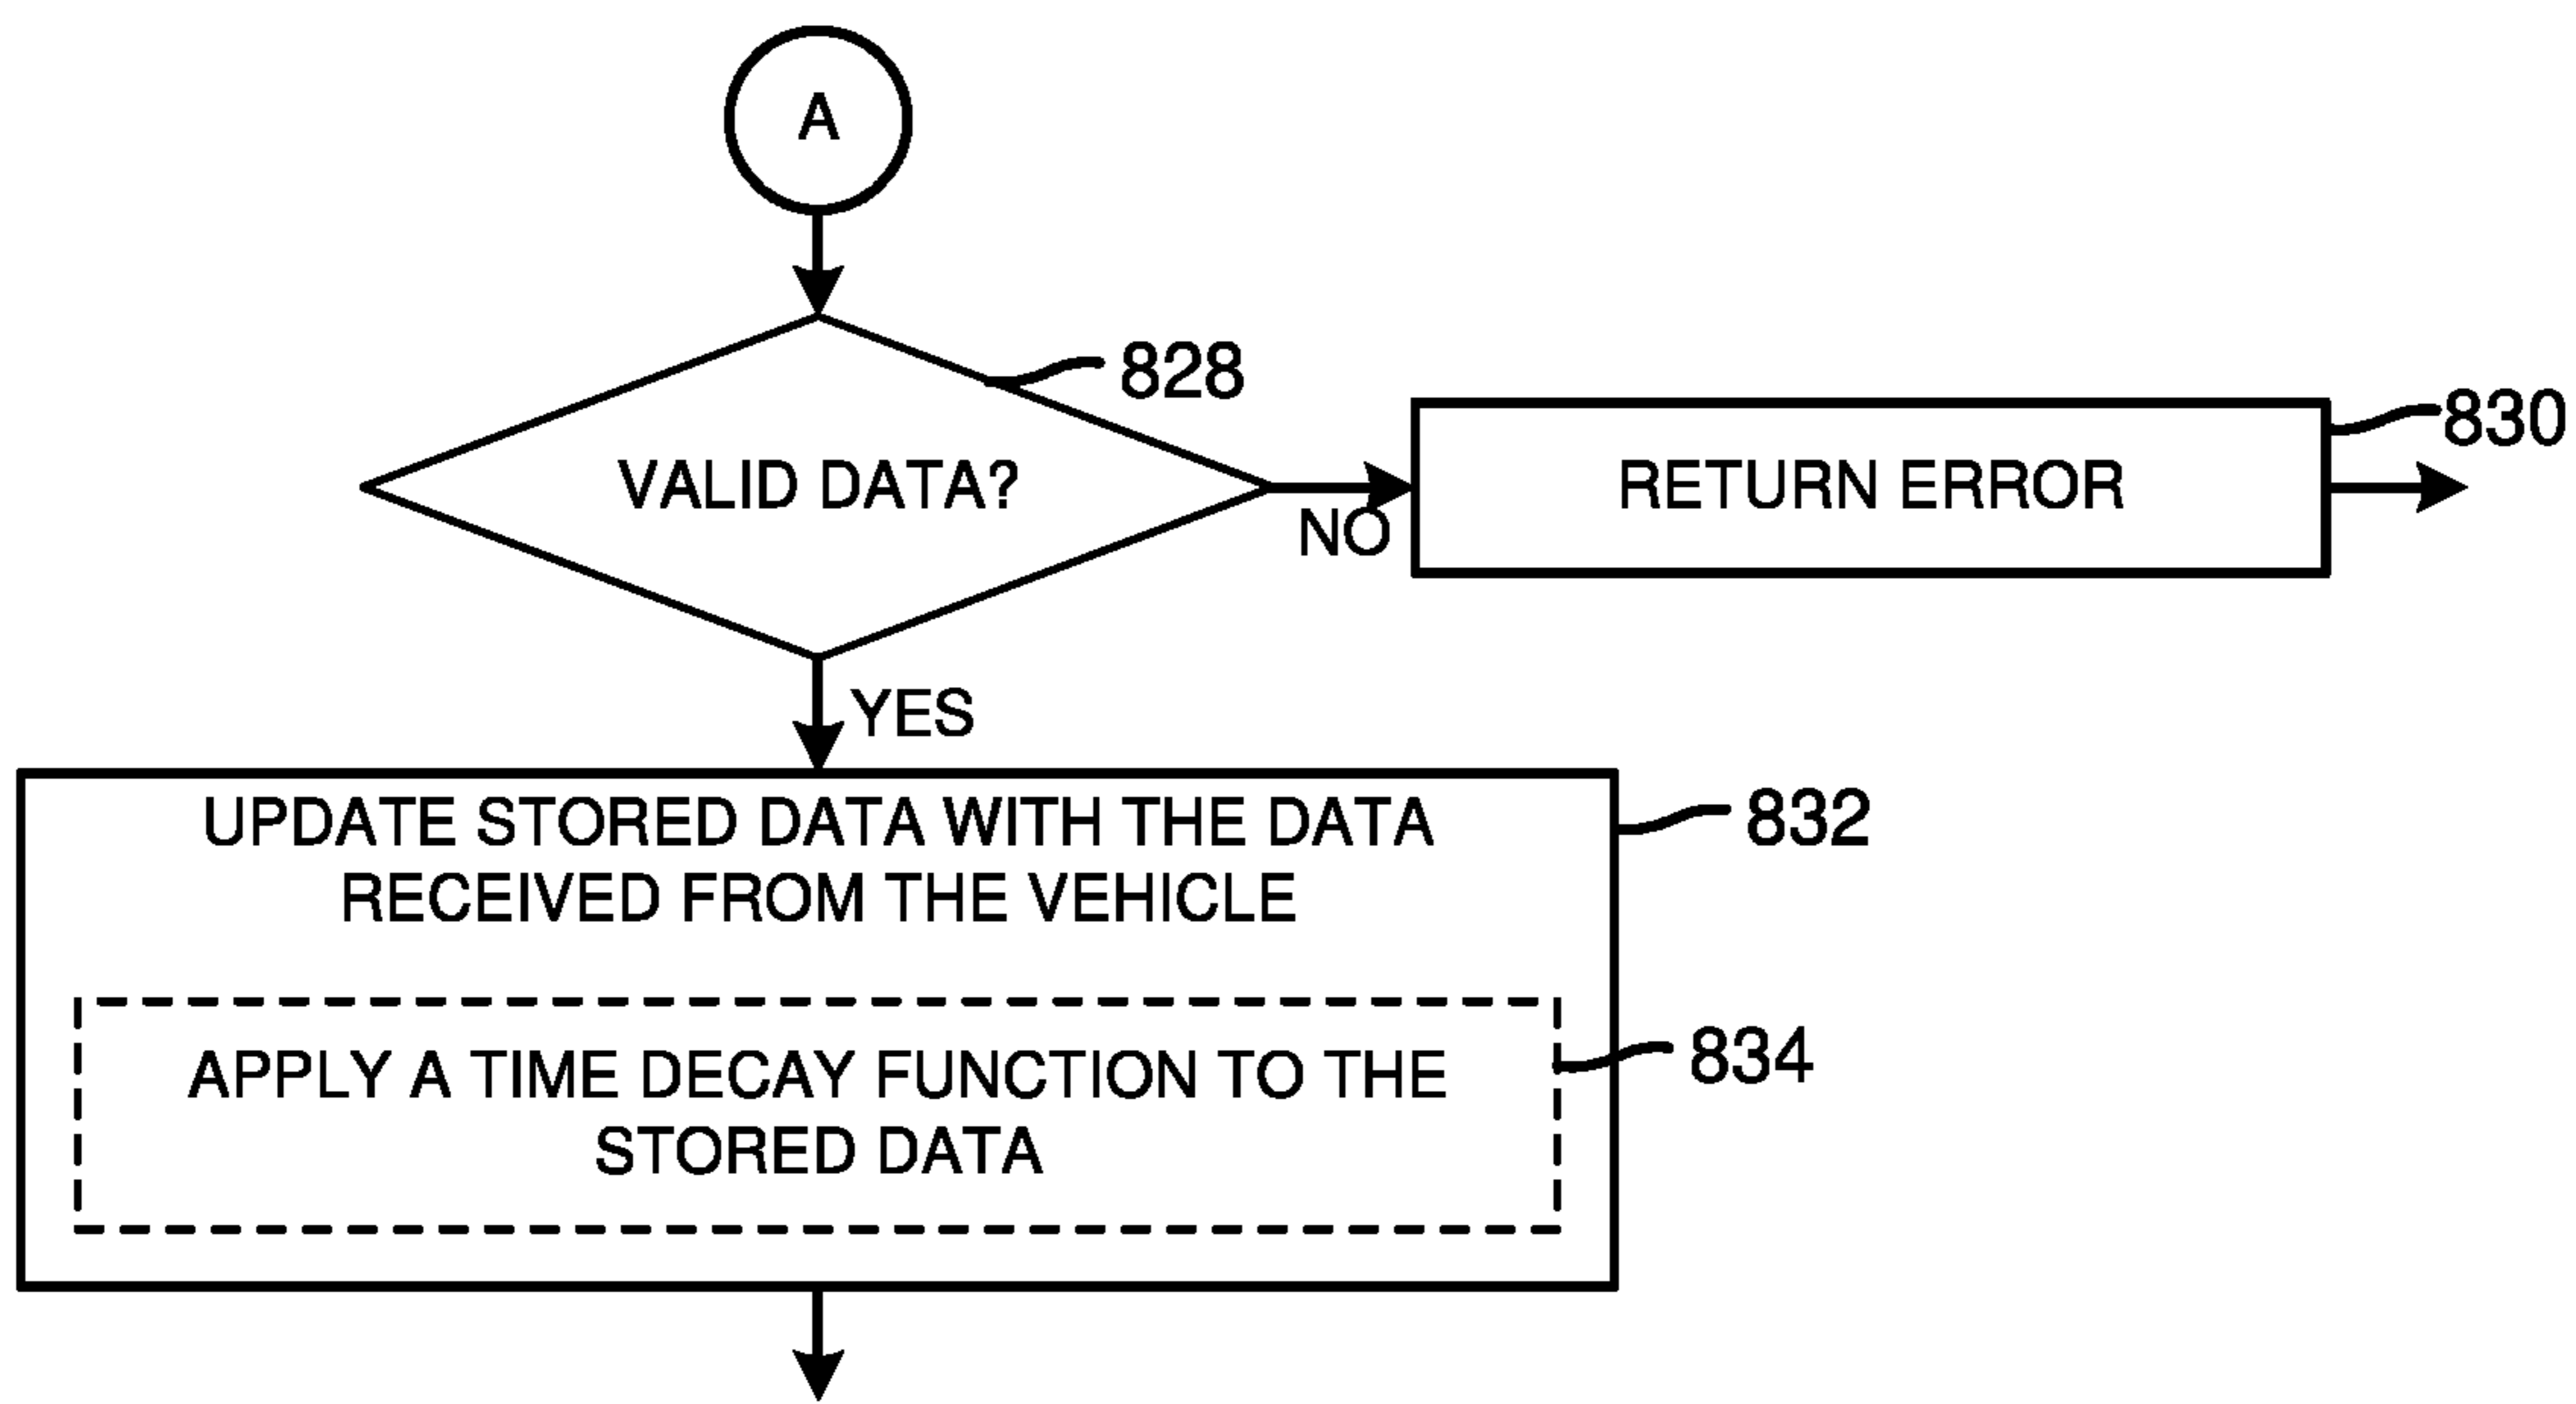 A
828
VALID DATA?
NO
RETURN ERROR
830
YES
UPDATE STORED DATA WITH THE DATA
RECEIVED FROM THE VEHICLE
832
APPLY A TIME DECAY FUNCTION TO THE
STORED DATA
834